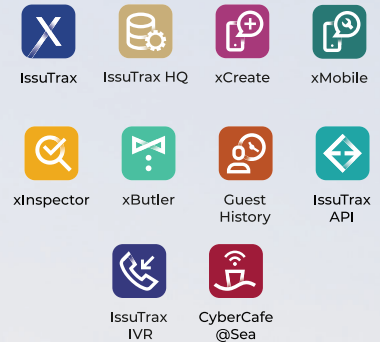 IssuTrax
IssuTrax HQ
xCreate
xMobile
xInspector
xButler
Guest
History
IssuTrax
API
IssuTrax
IVR
CyberCafe
@Sea